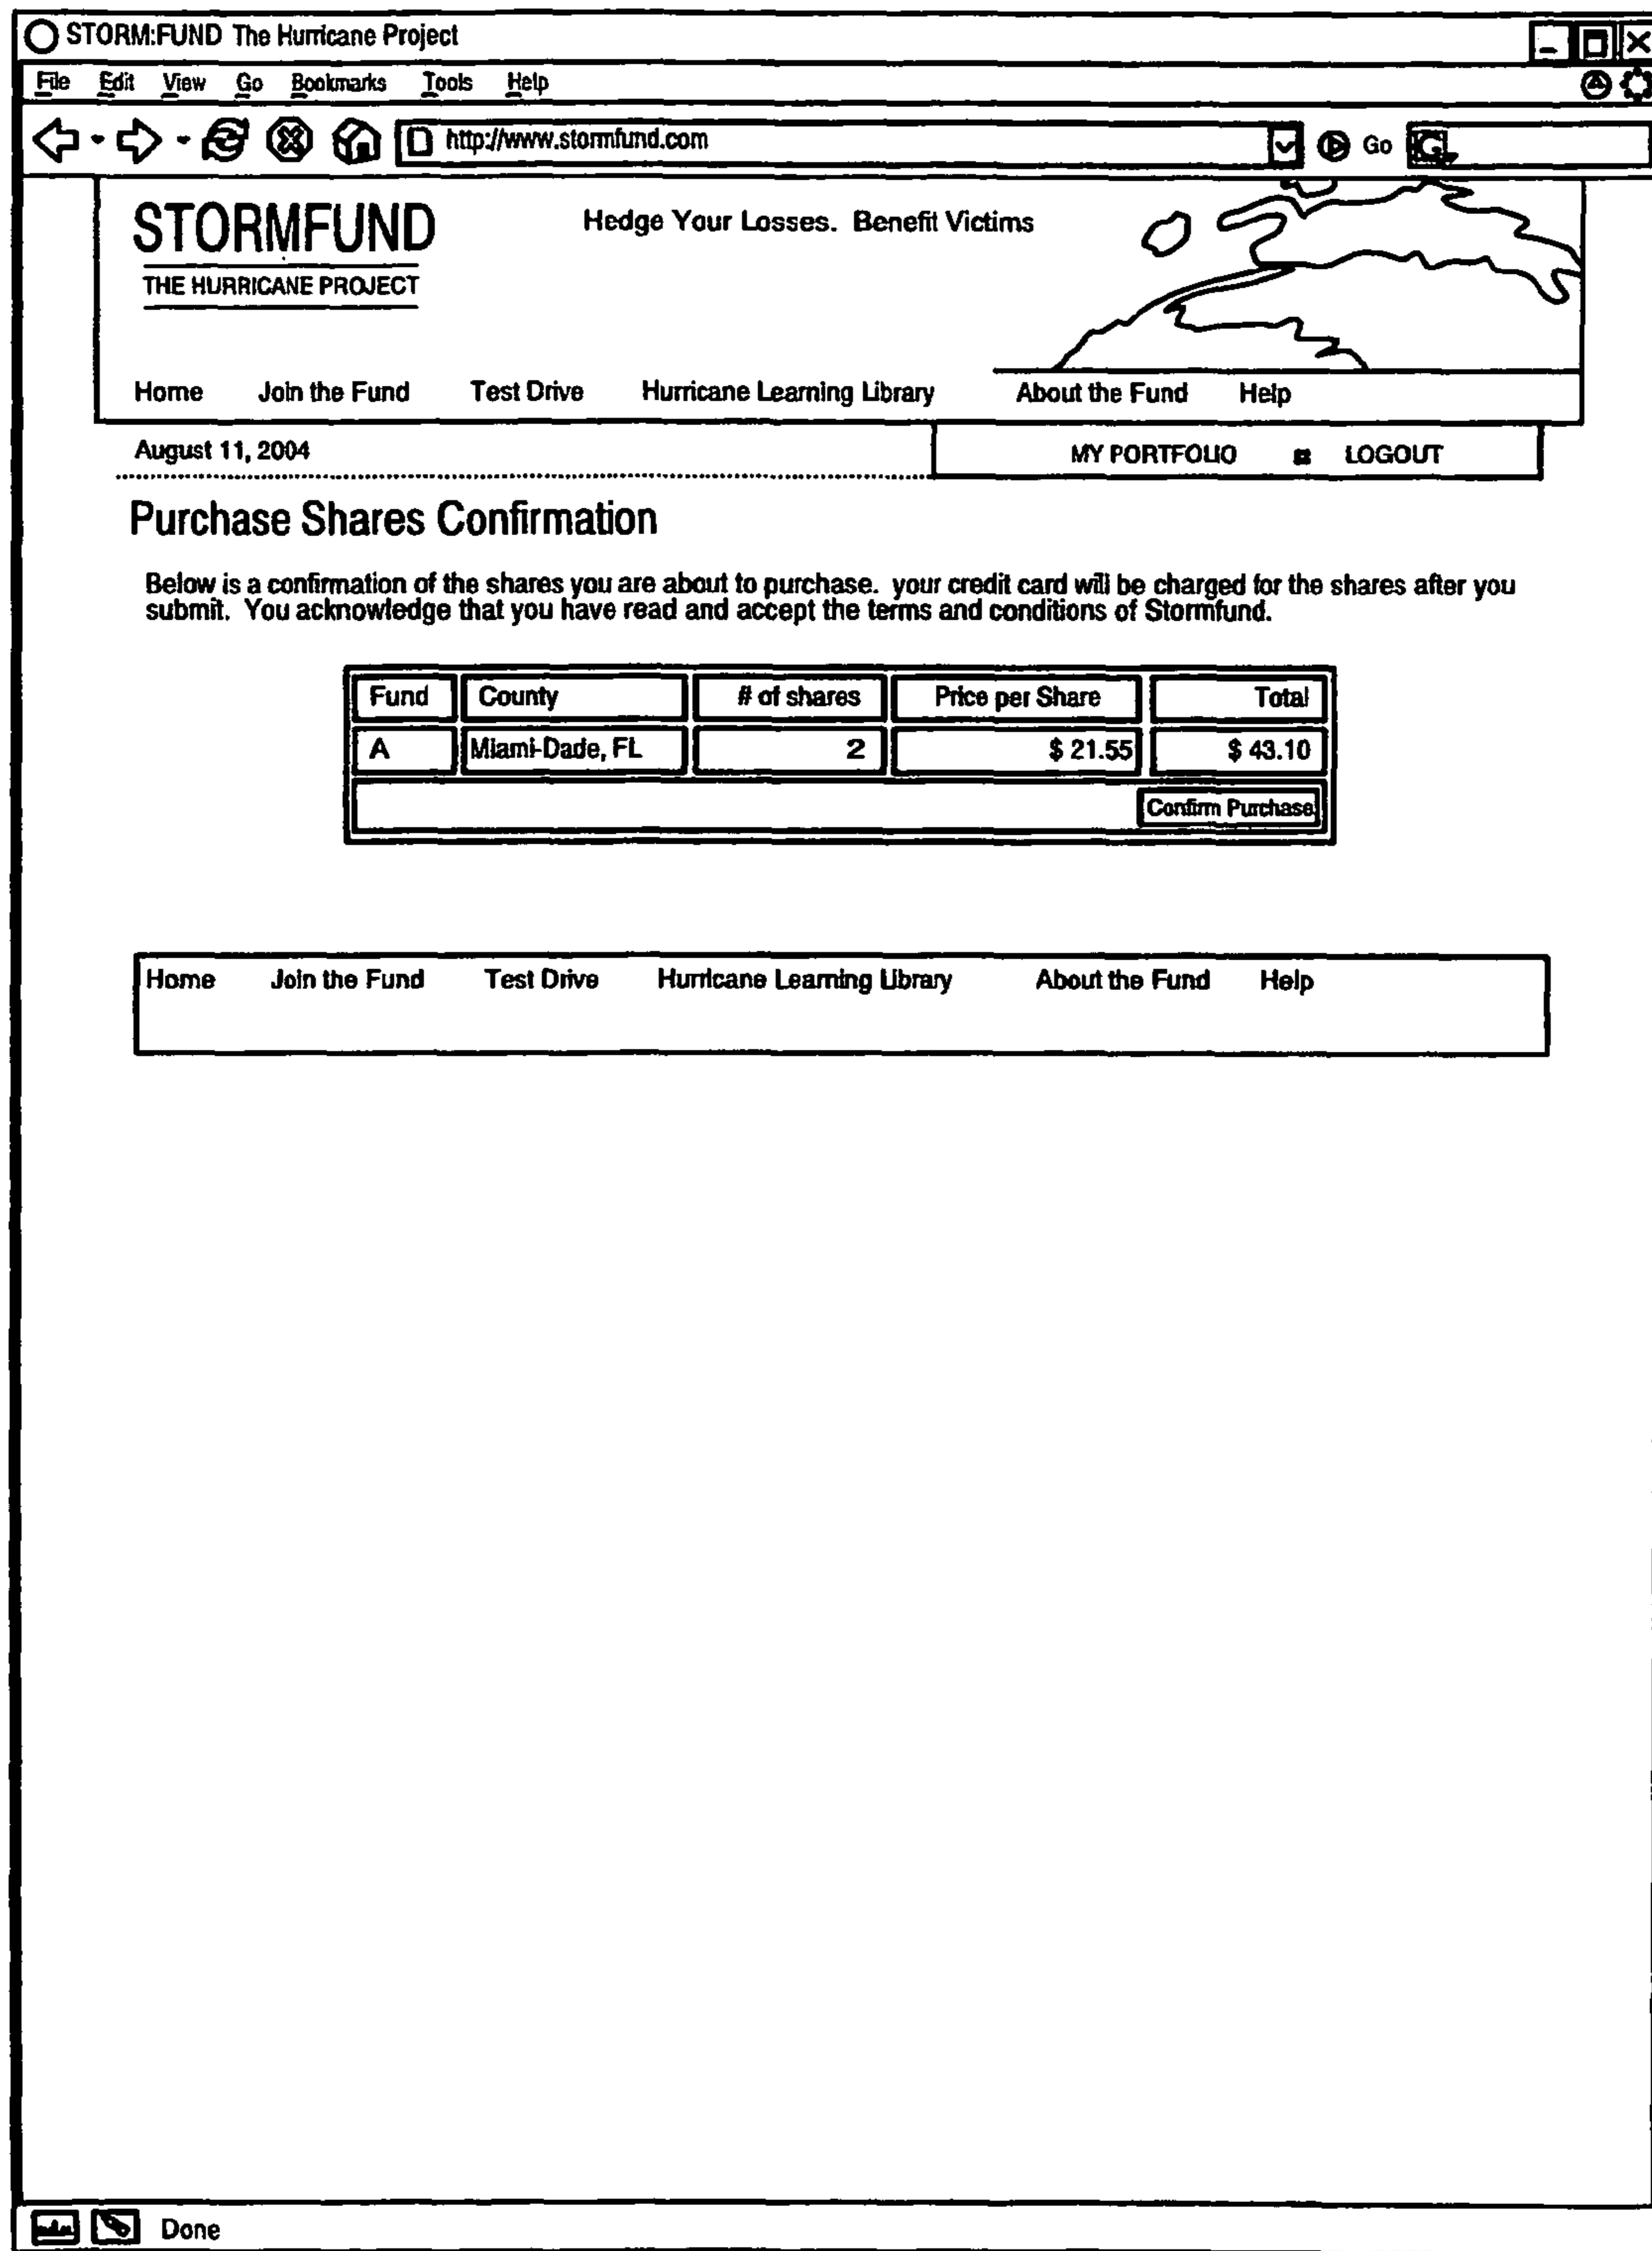 STORM:FUND The Hurricane Project
File Edit View Go Bookmarks Tools Help
http://www.stormfund.com Go G
STORMFUND
Hedge Your Losses. Benefit Victims
THE HURRICANE PROJECT
Home Join the Fund Test Drive Hurricane Learning Library About the Fund Help
August 11, 2004 MY PORTFOLIO LOGOUT
Purchase Shares Confirmation
Below is a confirmation of the shares you are about to purchase. your credit card will be charged for the shares after you
submit. You acknowledge that you have read and accept the terms and conditions of Stormfund.
Fund County # of shares Price per Share Total
A Miami-Dade, FL 2 $ 21.55 $ 43.10
Confirm Purchase
Home Join the Fund Test Drive Hurricane Learning Library About the Fund Help
Done